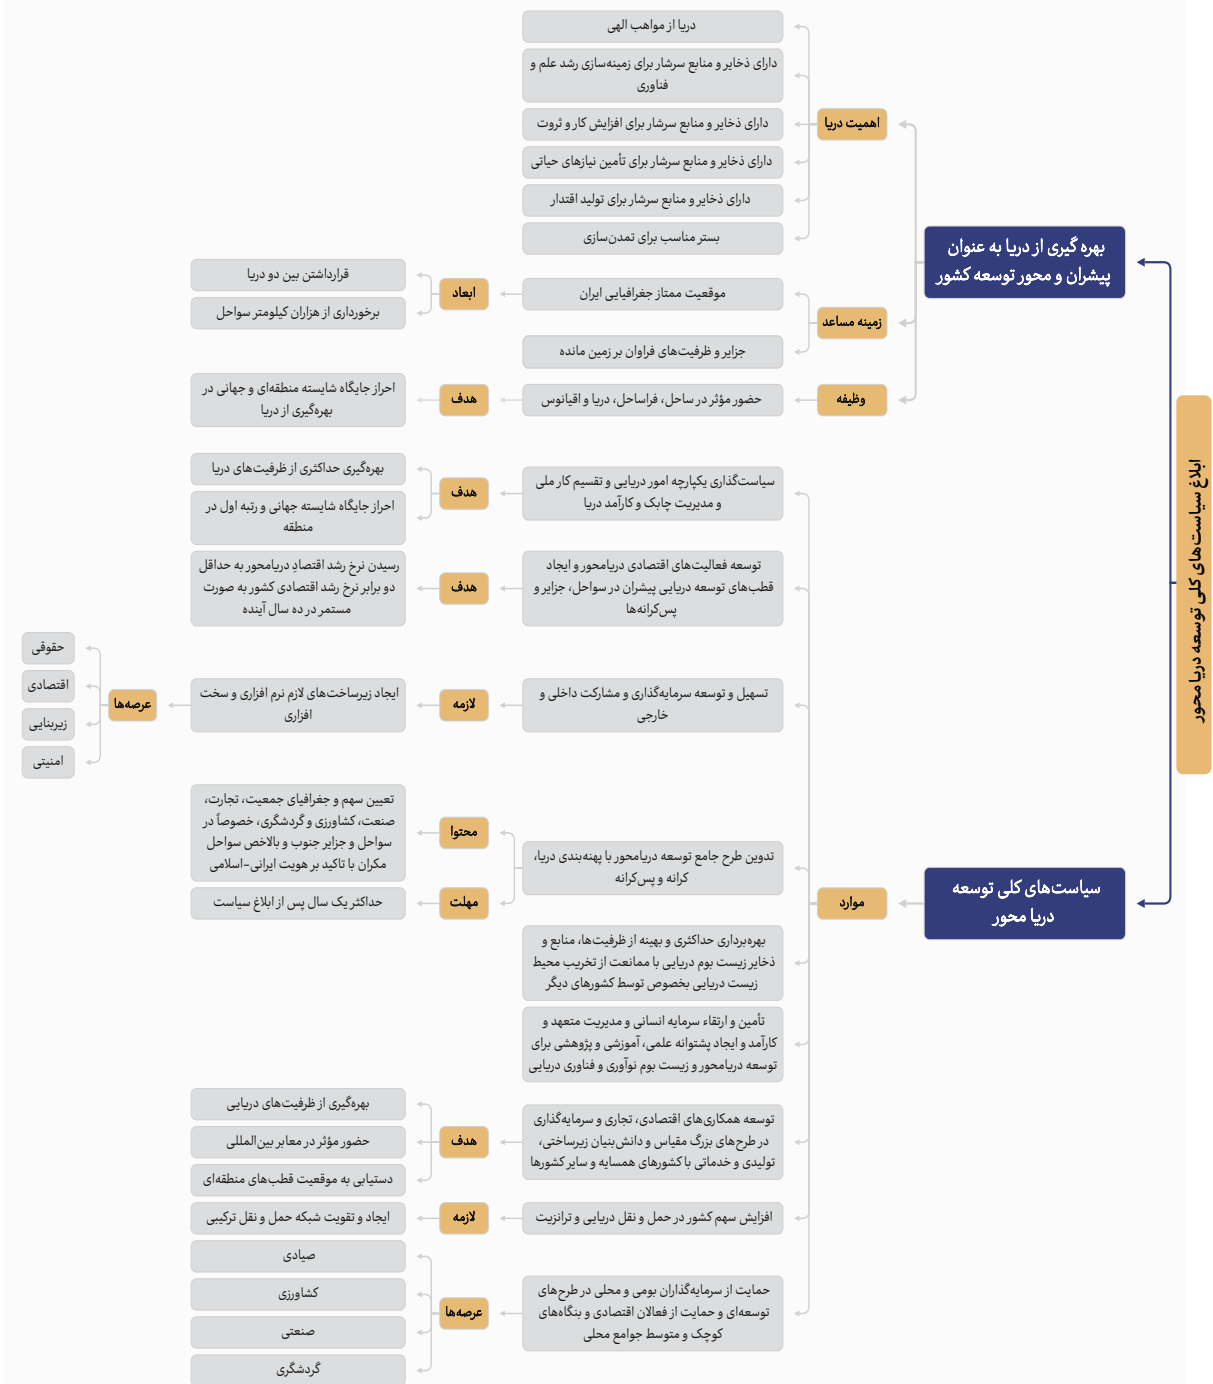 ابلاغ سیاست‌های کلی توسعه دریا محور
بهره گیری از دریا به عنوان
پیشران و محور توسعه کشور
اهمیت دریا
دریا از مواهب الهی
دارای ذخایر و منابع سرشار برای زمینه‌سازی رشد علم و
فناوری
دارای ذخایر و منابع سرشار برای افزایش کار و ثروت
دارای ذخایر و منابع سرشار برای تأمین نیازهای حیاتی
دارای ذخایر و منابع سرشار برای تولید اقتدار
بستر مناسب برای تمدن‌سازی
زمینه مساعد
موقعیت ممتاز جغرافیایی ایران
ابعاد
قرارداشتن بین دو دریا
برخورداری از هزاران کیلومتر سواحل
جزایر و ظرفیت‌های فراوان بر زمین مانده
وظیفه
حضور مؤثر در ساحل، فراساحل، دریا و اقیانوس
هدف
احراز جایگاه شایسته منطقه‌ای و جهانی در
بهره‌گیری از دریا
سیاست‌های کلی توسعه
دریا محور
موارد
سیاست‌گذاری یکپارچه امور دریایی و تقسیم کار ملی
و مدیریت چابک و کارآمد دریا
هدف
بهره‌گیری حداکثری از ظرفیت‌های دریا
احراز جایگاه شایسته جهانی و رتبه اول در
منطقه
توسعه فعالیت‌های اقتصادی دریامحور و ایجاد
قطب‌های توسعه دریایی پیشران در سواحل، جزایر و
پس‌کرانه‌ها
هدف
رسیدن نرخ رشد اقتصادِ دریامحور به حداقل
دو برابر نرخ رشد اقتصادی کشور به صورت
مستمر در ده سال آینده
تسهیل و توسعه سرمایه‌گذاری و مشارکت داخلی و
خارجی
لازمه
ایجاد زیرساخت‌های لازم نرم افزاری و سخت
افزاری
عرصه‌ها
حقوقی
اقتصادی
زیربنایی
امنیتی
تدوین طرح جامع توسعه دریامحور با پهنه‌بندی دریا،
کرانه و پس‌کرانه
محتوا
تعیین سهم و جغرافیای جمعیت، تجارت،
صنعت، کشاورزی و گردشگری، خصوصاً در
سواحل و جزایر جنوب و بالاخص سواحل
مکران با تاکید بر هویت ایرانی-اسلامی
مهلت
حداکثر یک سال پس از ابلاغ سیاست
بهره‌برداری حداکثری و بهینه از ظرفیت‌ها، منابع و
ذخایر زیست بوم دریایی با ممانعت از تخریب محیط
زیست دریایی بخصوص توسط کشورهای دیگر
تأمین و ارتقاء سرمایه انسانی و مدیریت متعهد و
کارآمد و ایجاد پشتوانه علمی، آموزشی و پژوهشی برای
توسعه دریامحور و زیست بوم نوآوری و فناوری دریایی
توسعه همکاری‌های اقتصادی، تجاری و سرمایه‌گذاری
در طرح‌های بزرگ مقیاس و دانش‌بنیان زیرساختی،
تولیدی و خدماتی با کشورهای همسایه و سایر کشورها
هدف
بهره‌گیری از ظرفیت‌های دریایی
حضور مؤثر در معابر بین‌المللی
دستیابی به موقعیت قطب‌های منطقه‌ای
افزایش سهم کشور در حمل و نقل دریایی و ترانزیت
لازمه
ایجاد و تقویت شبکه حمل و نقل ترکیبی
حمایت از سرمایه‌گذاران بومی و محلی در طرح‌های
توسعه‌ای و حمایت از فعالان اقتصادی و بنگاه‌های
کوچک و متوسط جوامع محلی
عرصه‌ها
صیادی
کشاورزی
صنعتی
گردشگری